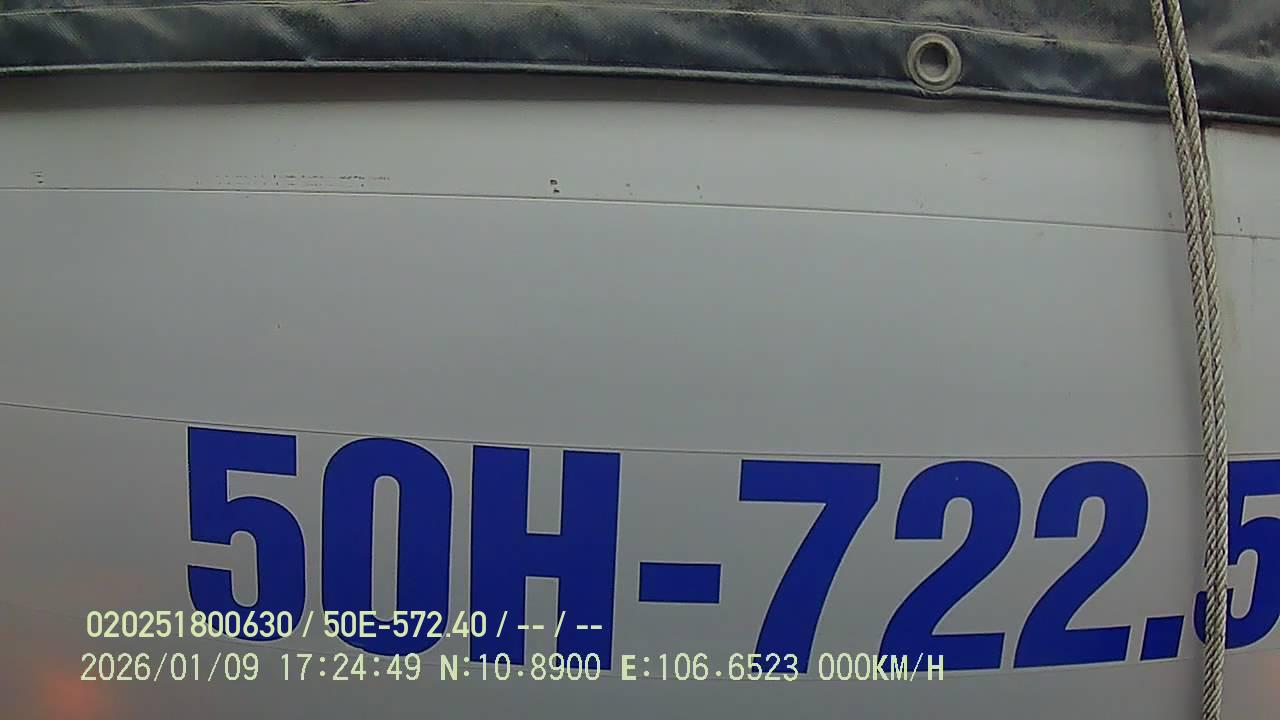 50H-722.5
020251800630 / 50E-572.40 / -- / --
2026/01/09 17:24:49 N:10.8900 E:106.6523 000KM/H